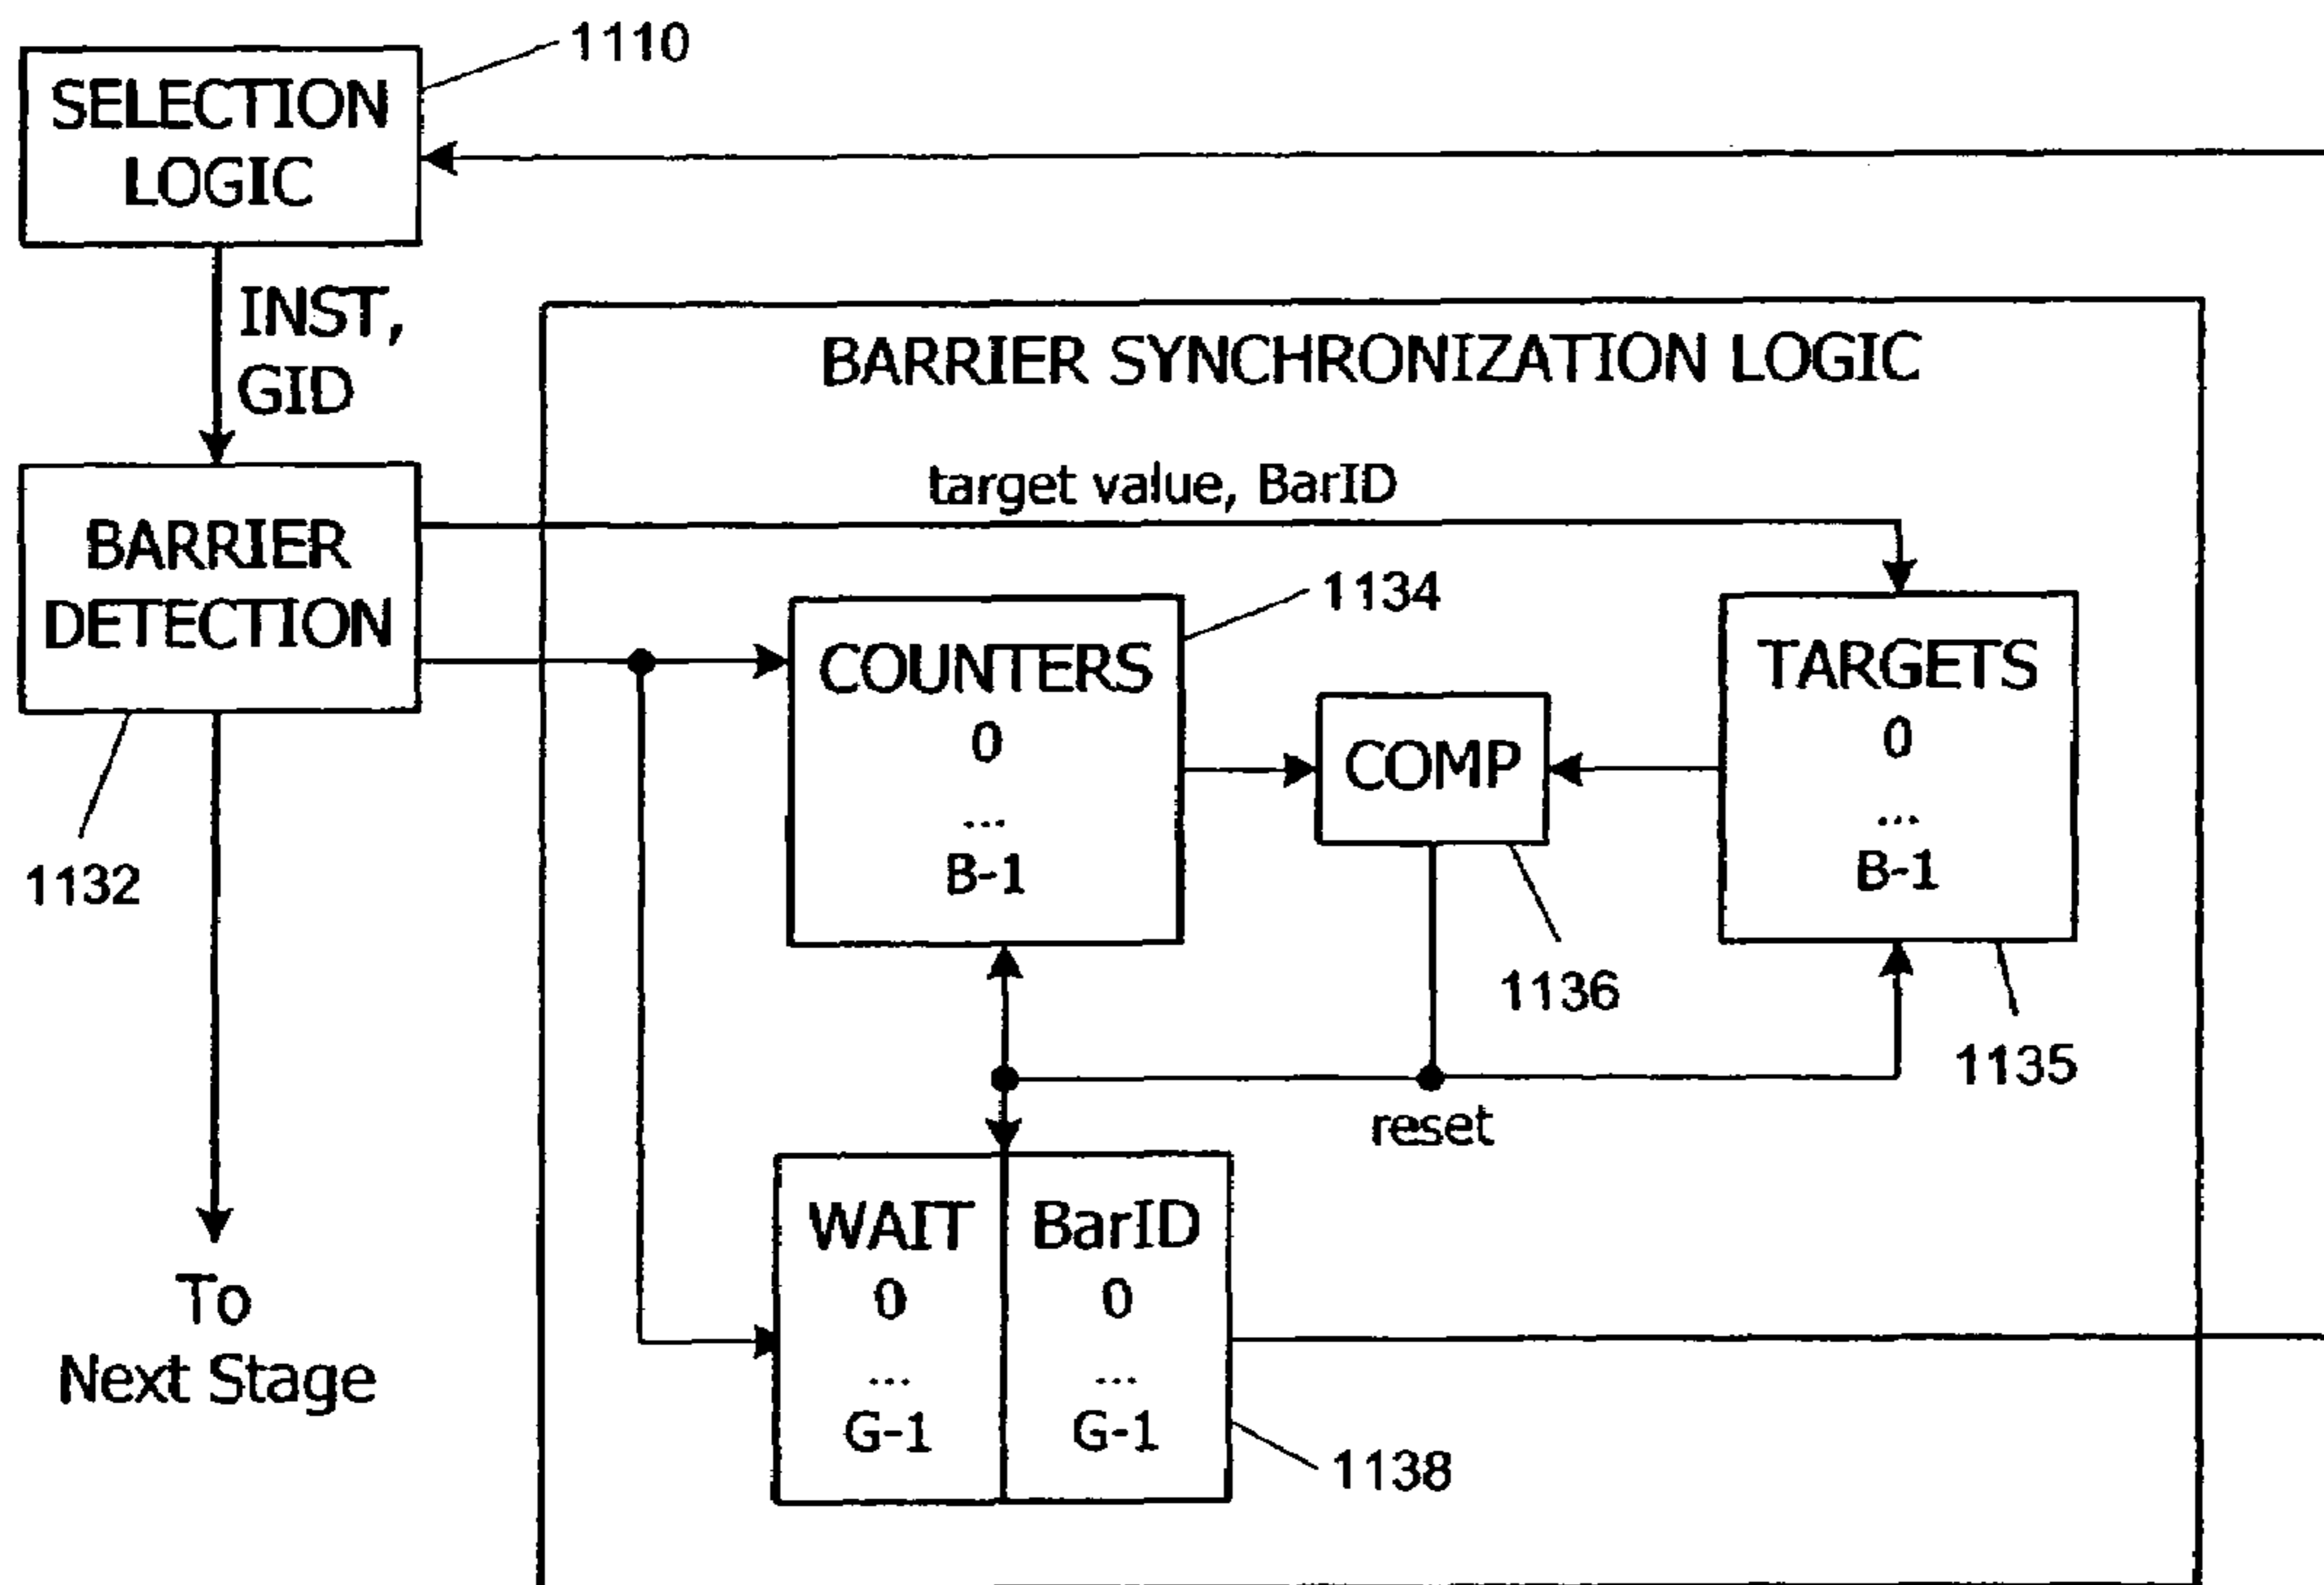 1110
SELECTION
LOGIC
INST,
GID
BARRIER SYNCHRONIZATION LOGIC
target value, BarID
BARRIER
DETECTION
1132
1134
COUNTERS
0
...
B-1
COMP
1136
TARGETS
0
...
B-1
1135
reset
WAIT
0
...
G-1
BarID
0
...
G-1
1138
To
Next Stage